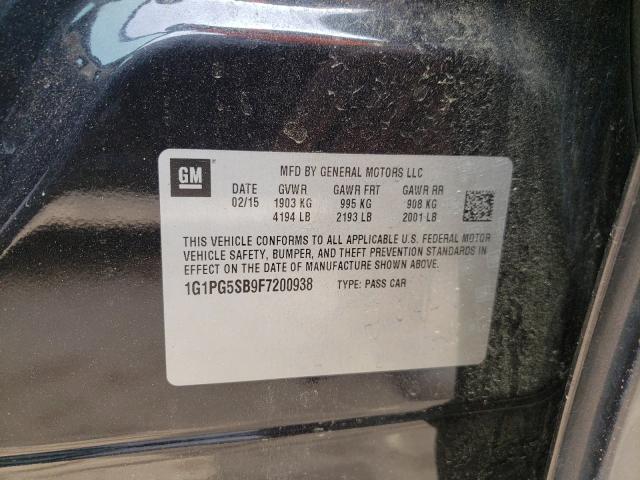 GM
MFD BY GENERAL MOTORS LLC
DATE GVWR GAWR FRT GAWR RR
02/15 1903 KG 995 KG 908 KG
4194 LB 2193 LB 2001 LB
THIS VEHICLE CONFORMS TO ALL APPLICABLE U.S. FEDERAL MOTOR
VEHICLE SAFETY, BUMPER, AND THEFT PREVENTION STANDARDS IN
EFFECT ON THE DATE OF MANUFACTURE SHOWN ABOVE.
1G1PG5SB9F7200938 TYPE: PASS CAR